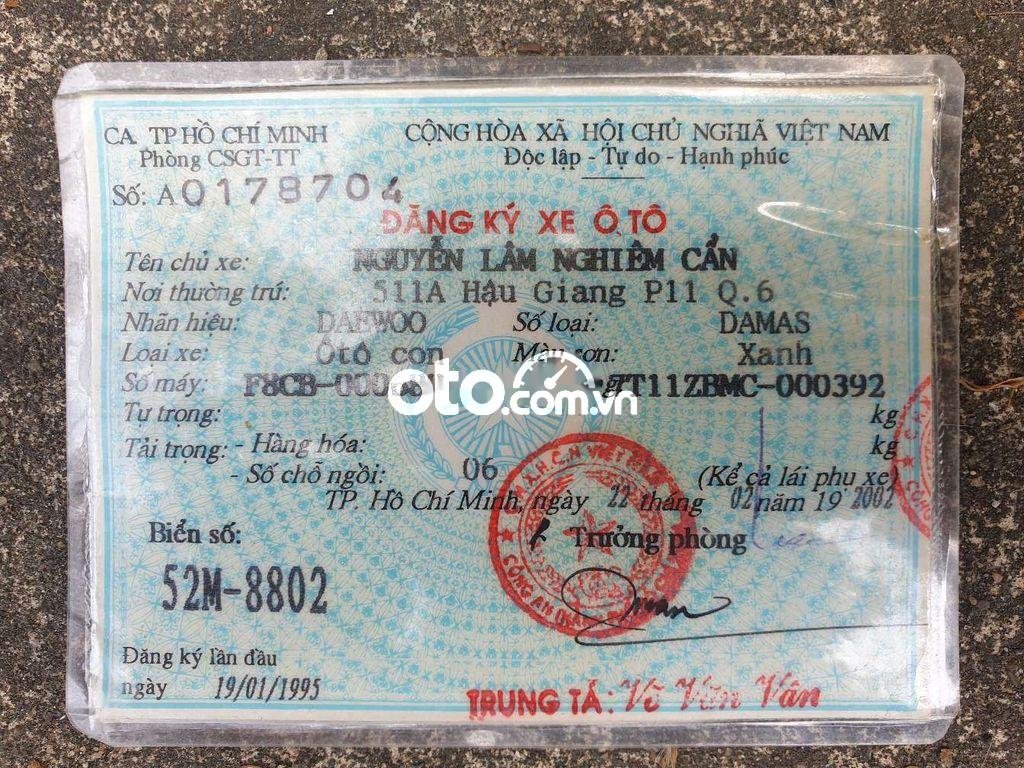 CA. TP HỒ CHÍ MINH
Phòng CSGT-TT
CỘNG HÒA XÃ HỘI CHỦ NGHIÃ VIỆT NAM
Độc lập - Tự do - Hạnh phúc
Số: A0178704
ĐĂNG KÝ XE Ô TÔ
Tên chủ xe: NGUYỄN LÂM NGHIÊM CẨN
Nơi thường trú: 511A Hậu Giang P11 Q.6
Nhãn hiệu: DAEWOO Số loại: DAMAS
Loại xe: Ôtô con Màu sơn: Xanh
Số máy:
oto.com.vn
Tự trọng: kg
Tải trọng: - Hàng hóa: kg
- Số chỗ ngồi: 06 (Kể cả lái phụ xe)
TP. Hồ Chí Minh, ngày 22 tháng 02 năm 19 2002
Biển số: Trưởng phòng
52M-8802
Đăng ký lần đầu
ngày 19/01/1995
TRUNG TÁ: Võ Văn Vân